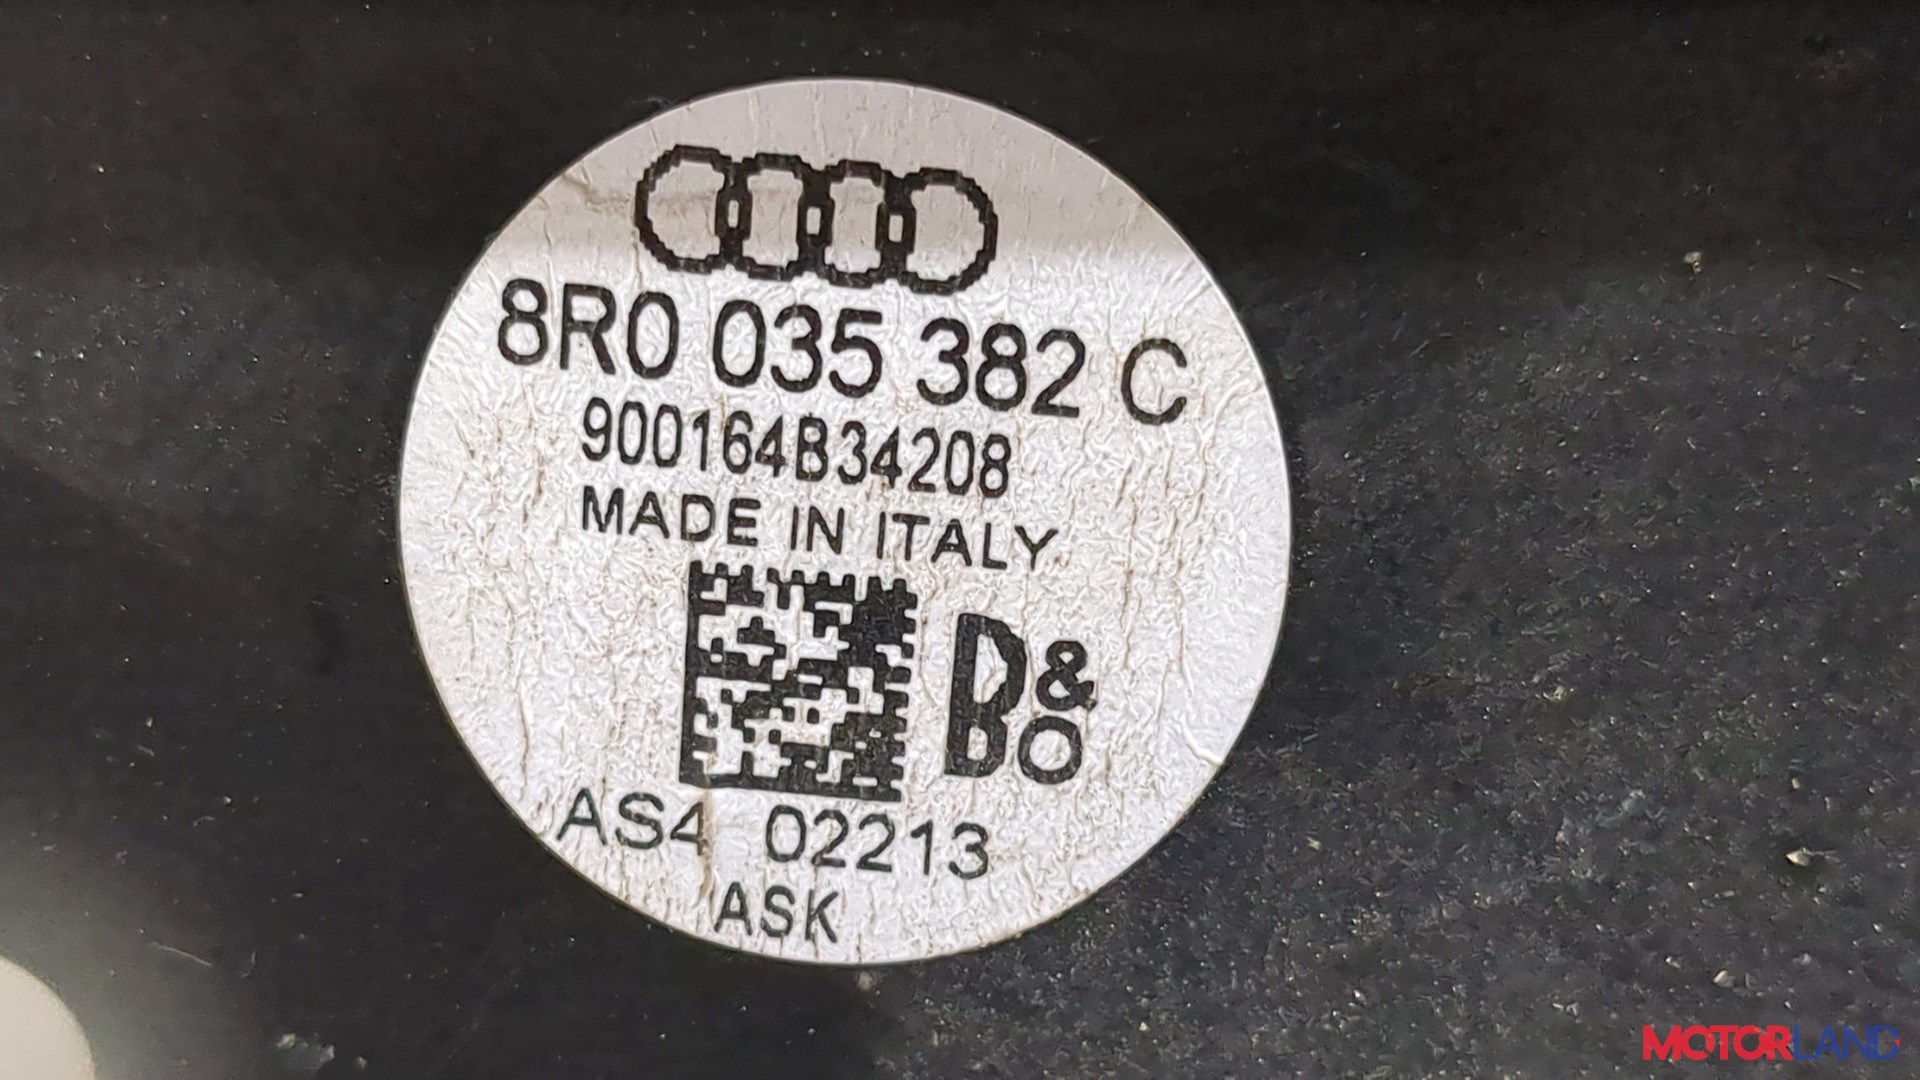 8R0 035 382 C
900164B34208
MADE IN ITALY
B&O
AS4 02213
ASK
MOTORLAND